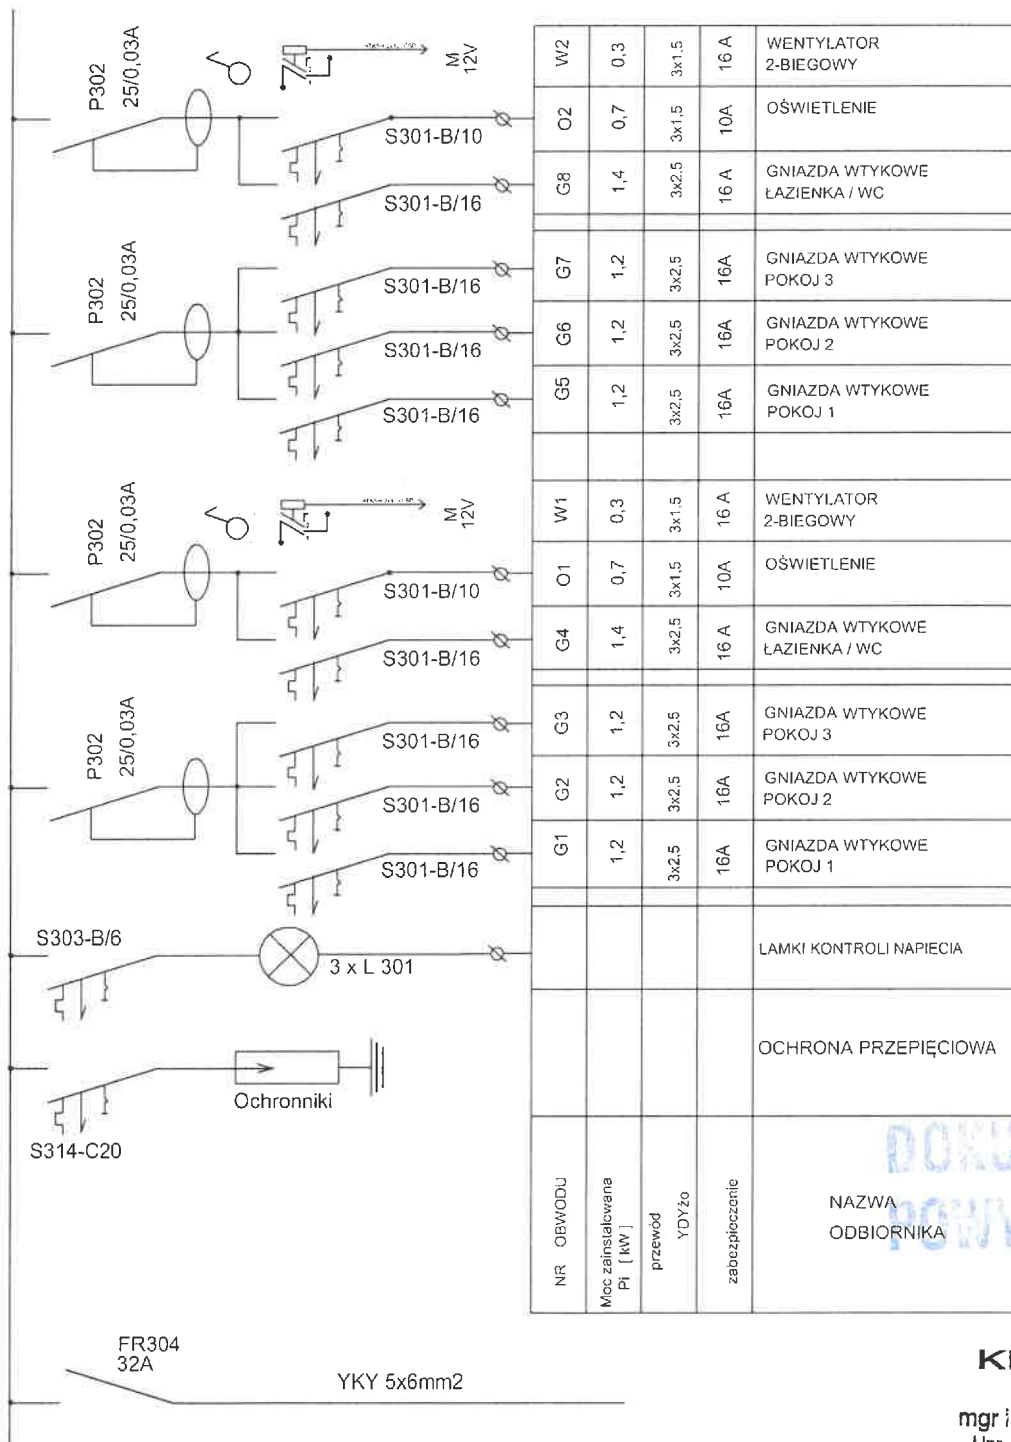 P302
25/0,03A
M
12V
S301-B/10
S301-B/16
P302
25/0,03A
S301-B/16
S301-B/16
S301-B/16
P302
25/0,03A
M
12V
S301-B/10
S301-B/16
P302
25/0,03A
S301-B/16
S301-B/16
S301-B/16
S303-B/6
3 x L 301
Ochronniki
S314-C20
FR304
32A
YKY 5x6mm2
W2 0,3 3x1,5 16 A WENTYLATOR
2-BIEGOWY
O2 0,7 3x1,5 10A OŚWIETLENIE
G8 1,4 3x2,5 16 A GNIAZDA WTYKOWE
ŁAZIENKA / WC
G7 1,2 3x2,5 16A GNIAZDA WTYKOWE
POKOJ 3
G6 1,2 3x2,5 16A GNIAZDA WTYKOWE
POKOJ 2
G5 1,2 3x2,5 16A GNIAZDA WTYKOWE
POKOJ 1
W1 0,3 3x1,5 16 A WENTYLATOR
2-BIEGOWY
O1 0,7 3x1,5 10A OŚWIETLENIE
G4 1,4 3x2,5 16 A GNIAZDA WTYKOWE
ŁAZIENKA / WC
G3 1,2 3x2,5 16A GNIAZDA WTYKOWE
POKOJ 3
G2 1,2 3x2,5 16A GNIAZDA WTYKOWE
POKOJ 2
G1 1,2 3x2,5 16A GNIAZDA WTYKOWE
POKOJ 1
LAMKI KONTROLI NAPIECIA
OCHRONA PRZEPIĘCIOWA
NR OBWODU
Moc zainstalowana
Pi [ kW ]
przewód
YDYżo
zabezpieczenie
NAZWA
ODBIORNIKA
DOKU
POW
mgr i